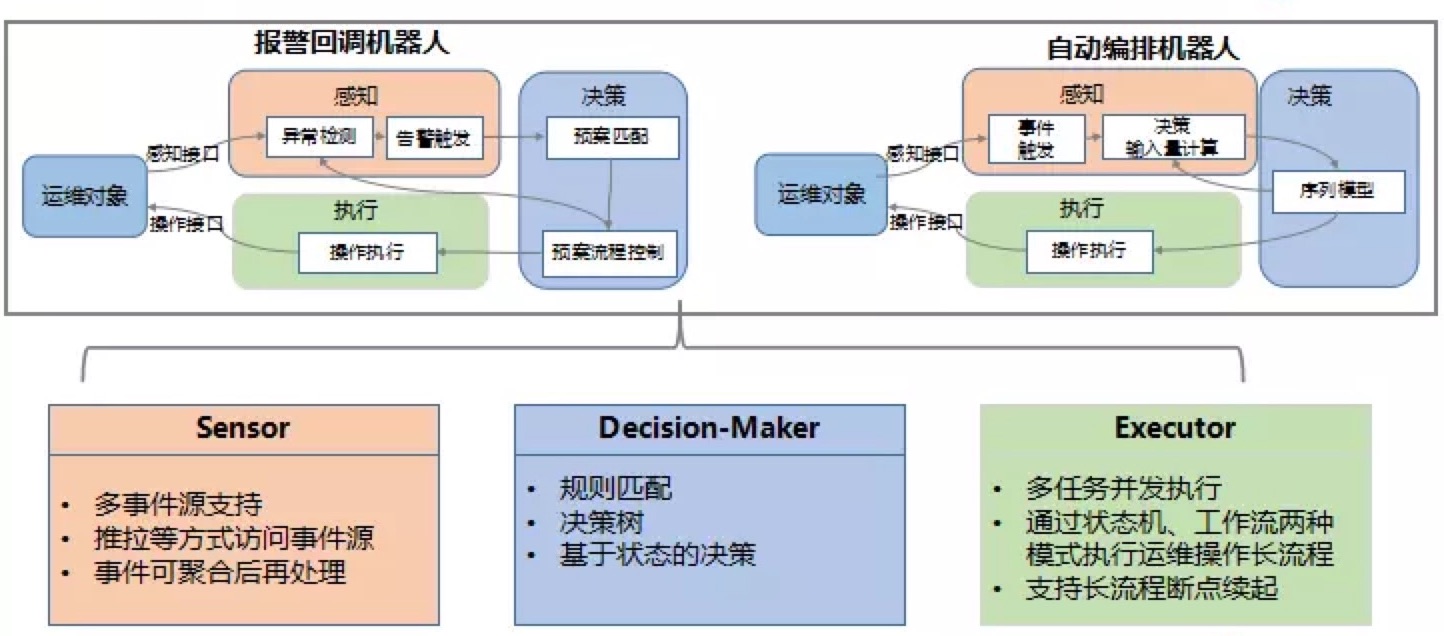 报警回调机器人
感知
异常检测
告警触发
决策
预案匹配
预案流程控制
感知接口
运维对象
操作接口
执行
操作执行
自动编排机器人
感知
事件
触发
决策
输入量计算
决策
序列模型
感知接口
运维对象
操作接口
执行
操作执行
Sensor
• 多事件源支持
• 推拉等方式访问事件源
• 事件可聚合后再处理
Decision-Maker
• 规则匹配
• 决策树
• 基于状态的决策
Executor
• 多任务并发执行
• 通过状态机、工作流两种
模式执行运维操作长流程
• 支持长流程断点续起